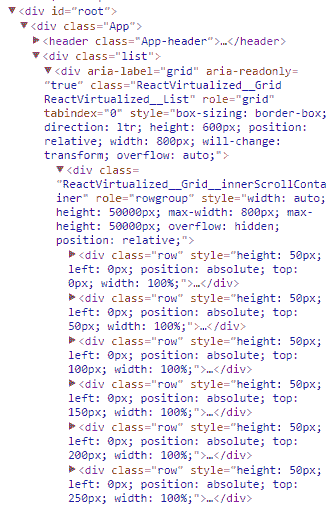 ▼<div id="root">
▼<div class="App">
▶<header class="App-header">…</header>
▼<div class="list">
▼<div aria-label="grid" aria-readonly=
"true" class="ReactVirtualized__Grid
ReactVirtualized__List" role="grid"
tabindex="0" style="box-sizing: border-box;
direction: ltr; height: 600px; position:
relative; width: 800px; will-change:
transform; overflow: auto;">
▼<div class=
"ReactVirtualized__Grid__innerScrollConta
iner" role="rowgroup" style="width: auto;
height: 50000px; max-width: 800px; max-
height: 50000px; overflow: hidden;
position: relative;">
▶<div class="row" style="height: 50px;
left: 0px; position: absolute; top:
0px; width: 100%;">…</div>
▶<div class="row" style="height: 50px;
left: 0px; position: absolute; top:
50px; width: 100%;">…</div>
▶<div class="row" style="height: 50px;
left: 0px; position: absolute; top:
100px; width: 100%;">…</div>
▶<div class="row" style="height: 50px;
left: 0px; position: absolute; top:
150px; width: 100%;">…</div>
▶<div class="row" style="height: 50px;
left: 0px; position: absolute; top:
200px; width: 100%;">…</div>
▶<div class="row" style="height: 50px;
left: 0px; position: absolute; top:
250px; width: 100%;">…</div>